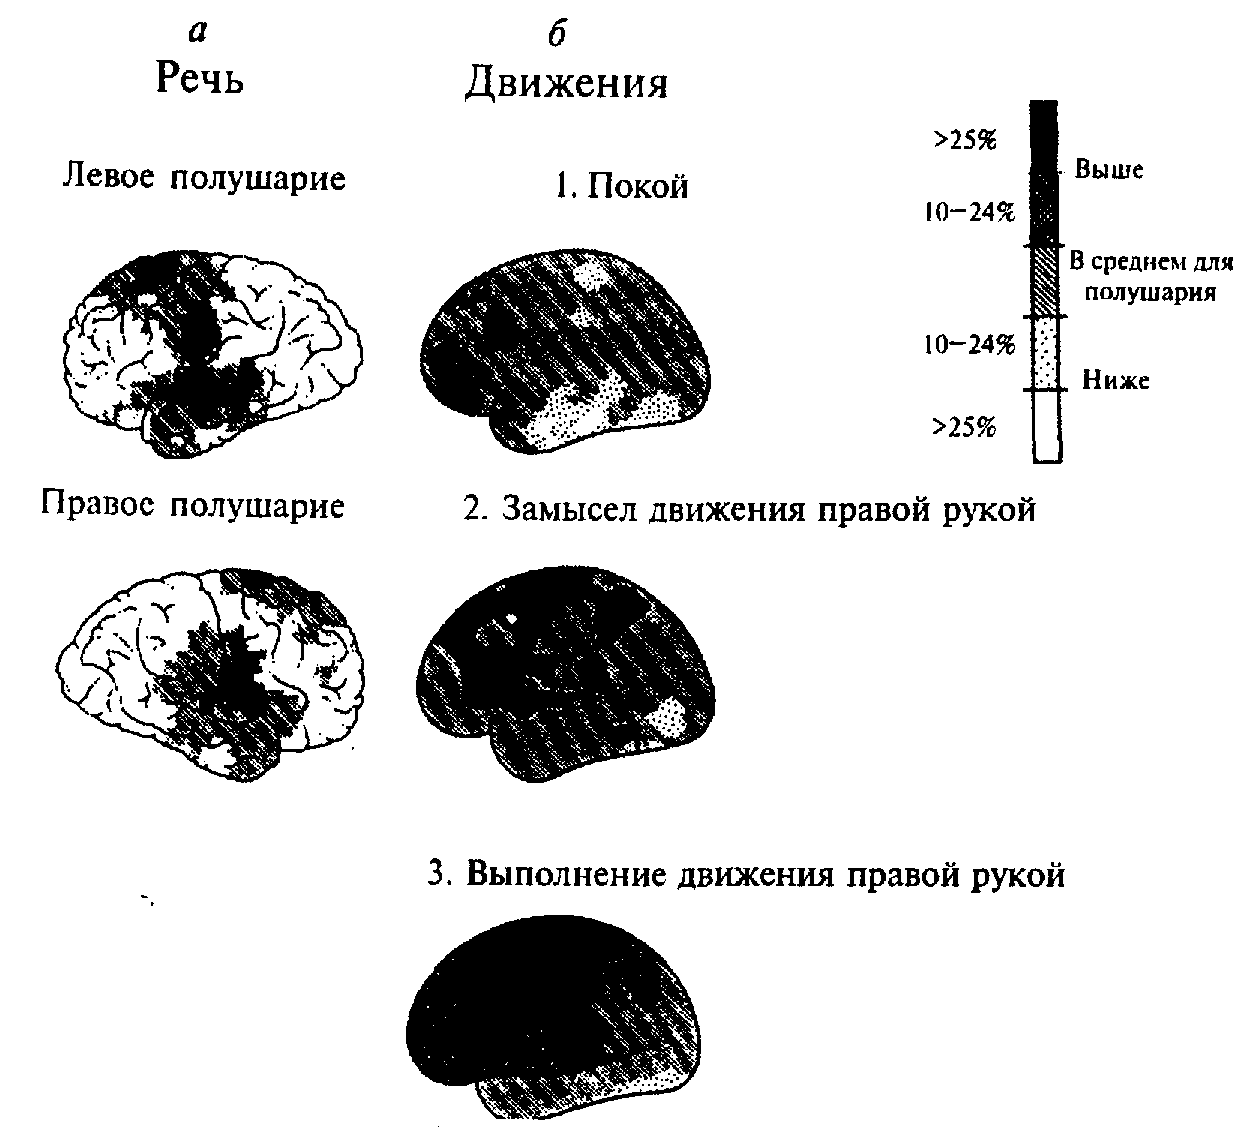 а
Речь
Левое полушарие
Правое полушарие
б
Движения
1. Покой
2. Замысел движения правой рукой
3. Выполнение движения правой рукой
>25%
Выше
10–24%
В среднем для
полушария
10–24%
Ниже
>25%